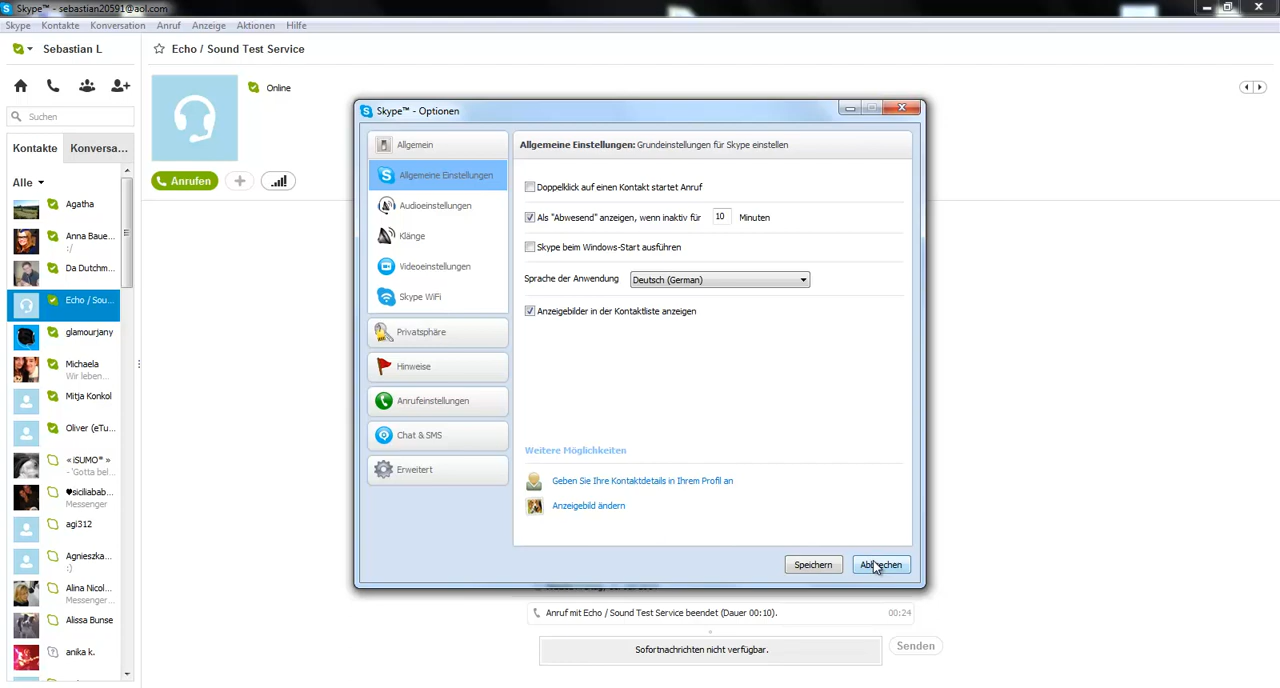 Skype™ - sebastian20591@aol.com
Skype Kontakte Konversation Anruf Anzeige Aktionen Hilfe
Sebastian L
Suchen
Kontakte Konversa...
Alle
Agatha
Anna Baue...
:/
Da Dutchm...
Echo / Sou...
glamourjany
Michaela
Wir leben...
Mitja Konkol
Oliver (eTu...
«iSUMO*»
- 'Gotta bel...
♥siciliabab...
Messenger
agi312
Agnieszka...
:)
Alina Nicol...
Messenger...
Alissa Bunse
anika k.
Echo / Sound Test Service
Online
Anrufen
Skype™ - Optionen
Allgemein
Allgemeine Einstellungen
Audioeinstellungen
Klänge
Videoeinstellungen
Skype WiFi
Privatsphäre
Hinweise
Anrufeinstellungen
Chat & SMS
Erweitert
Allgemeine Einstellungen: Grundeinstellungen für Skype einstellen
Doppelklick auf einen Kontakt startet Anruf
Als "Abwesend" anzeigen, wenn inaktiv für 10 Minuten
Skype beim Windows-Start ausführen
Sprache der Anwendung Deutsch (German)
Anzeigebilder in der Kontaktliste anzeigen
Weitere Möglichkeiten
Geben Sie Ihre Kontaktdetails in Ihrem Profil an
Anzeigebild ändern
Speichern Abbrechen
Anruf mit Echo / Sound Test Service beendet (Dauer 00:10). 00:24
Sofortnachrichten nicht verfügbar. Senden